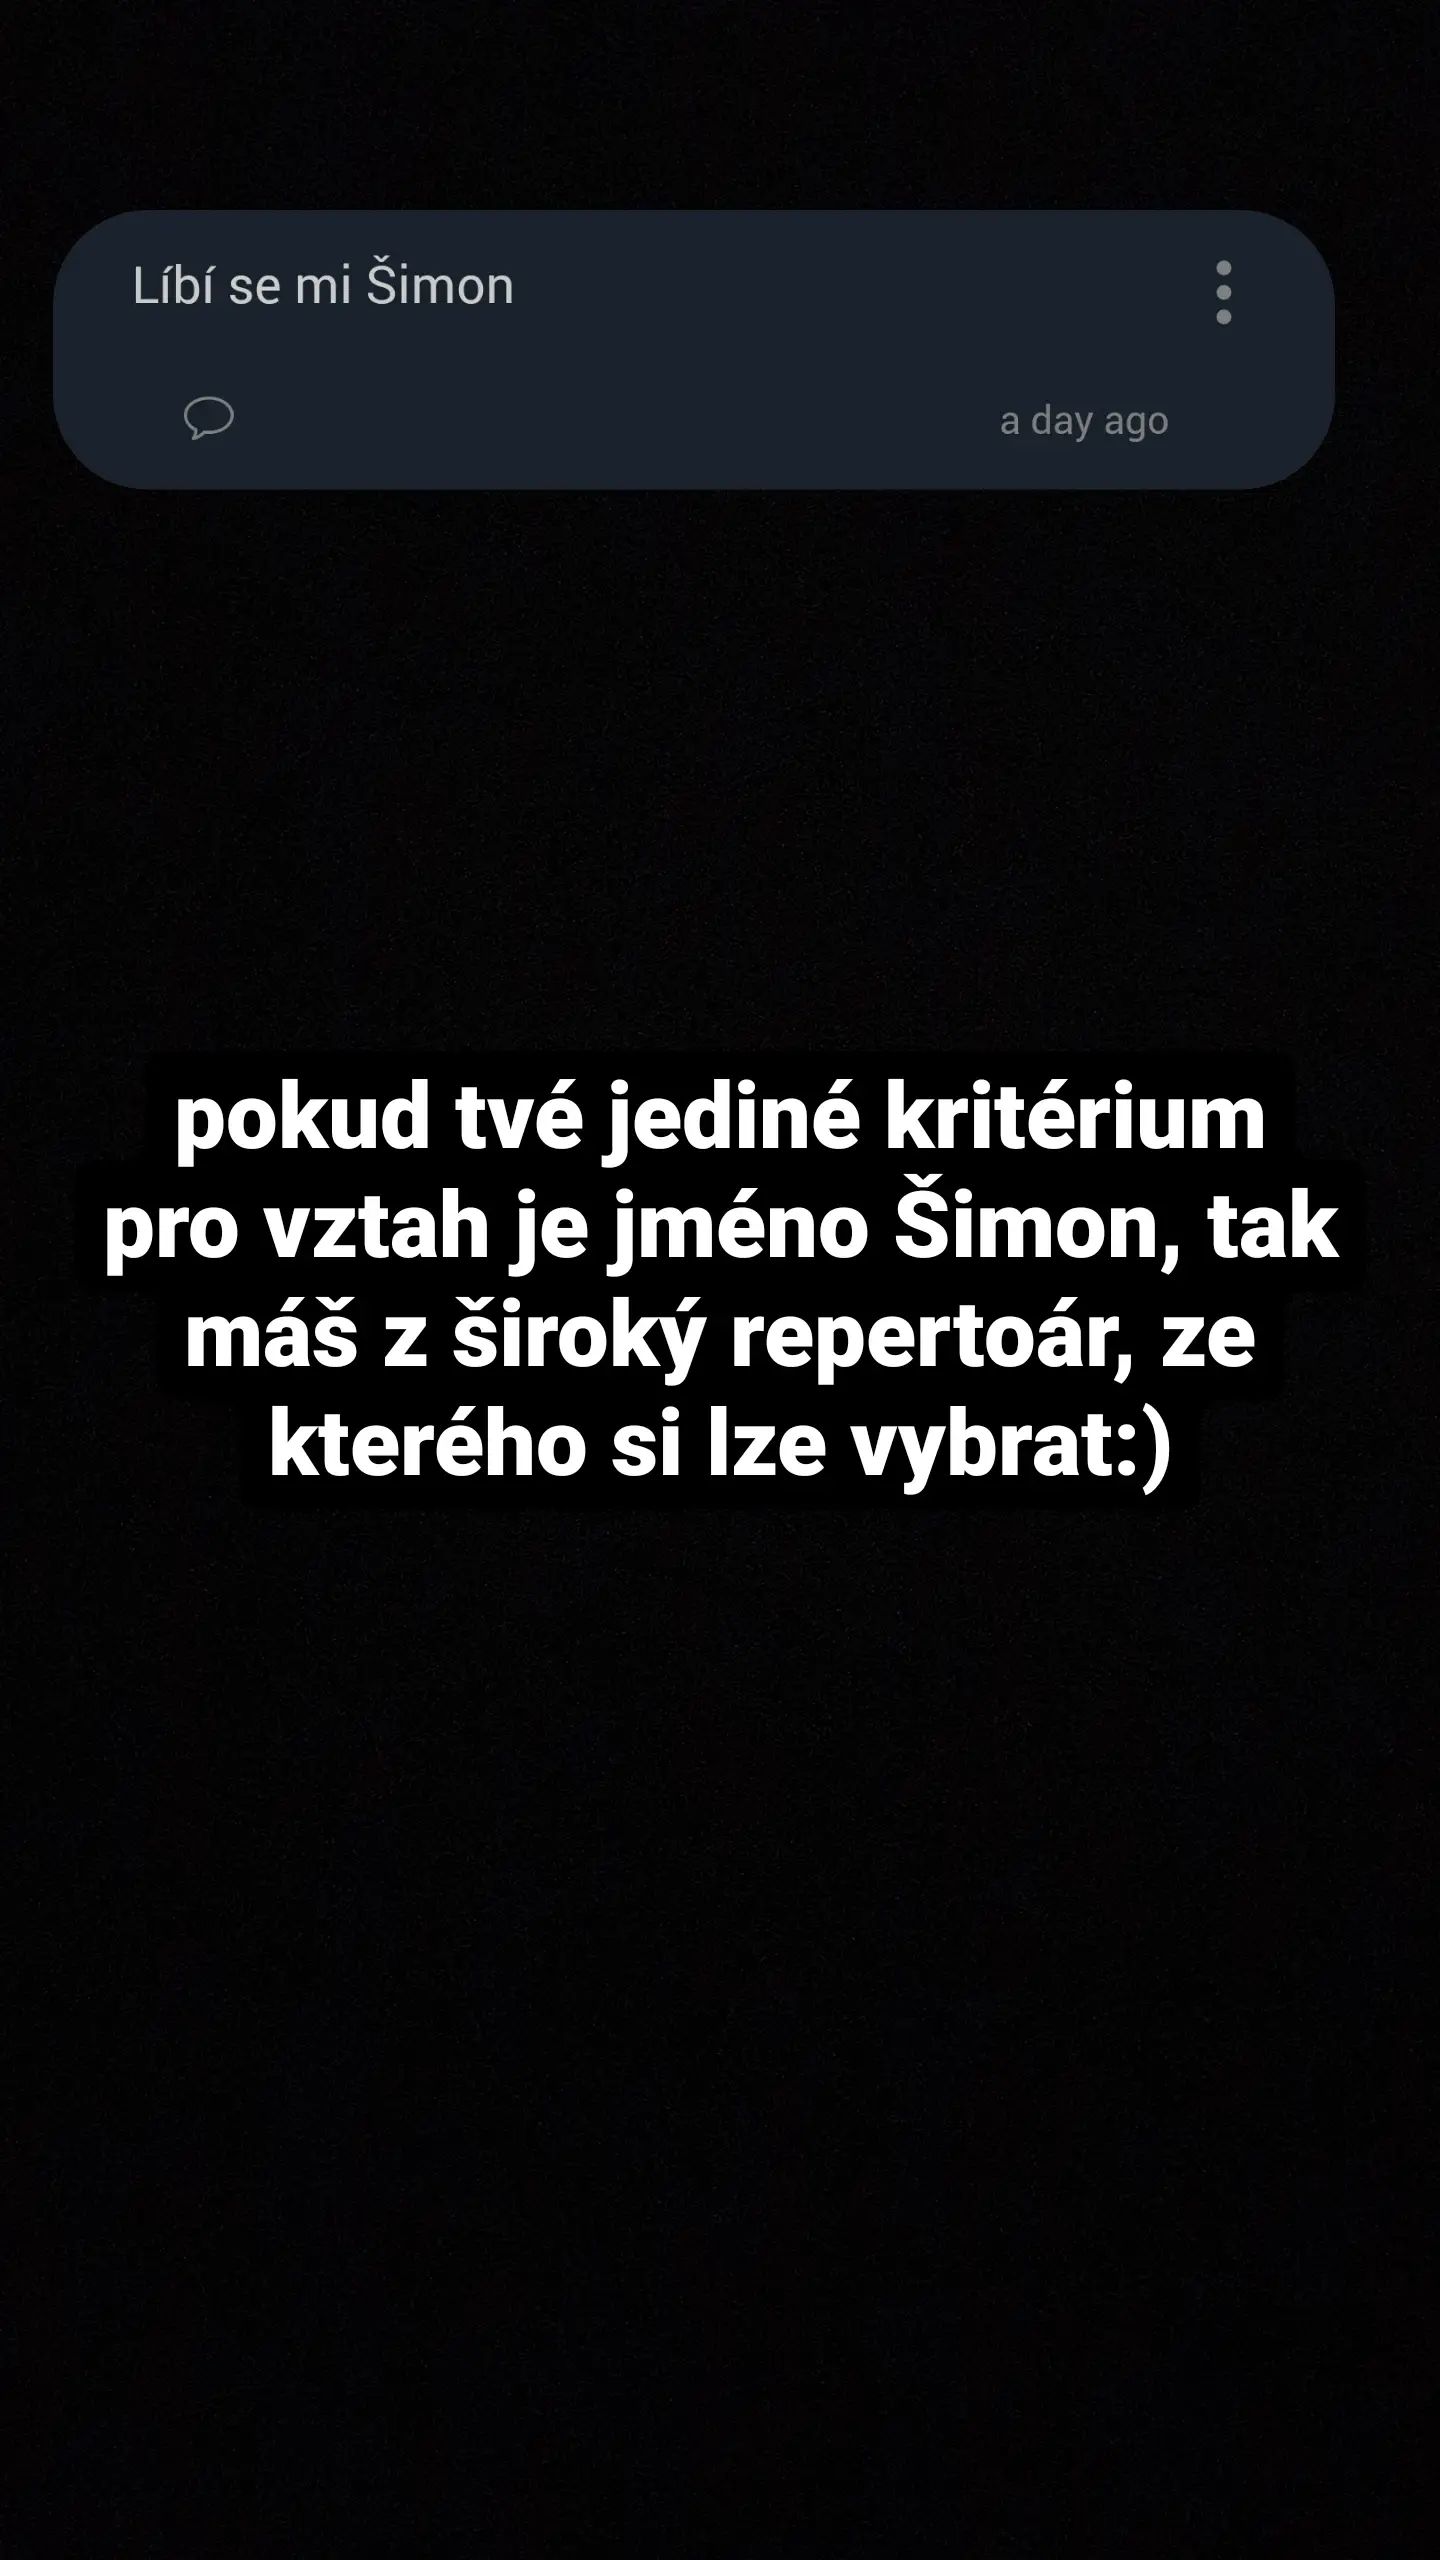 Líbí se mi Šimon
a day ago
pokud tvé jediné kritérium
pro vztah je jméno Šimon, tak
máš z široký repertoár, ze
kterého si lze vybrat:)